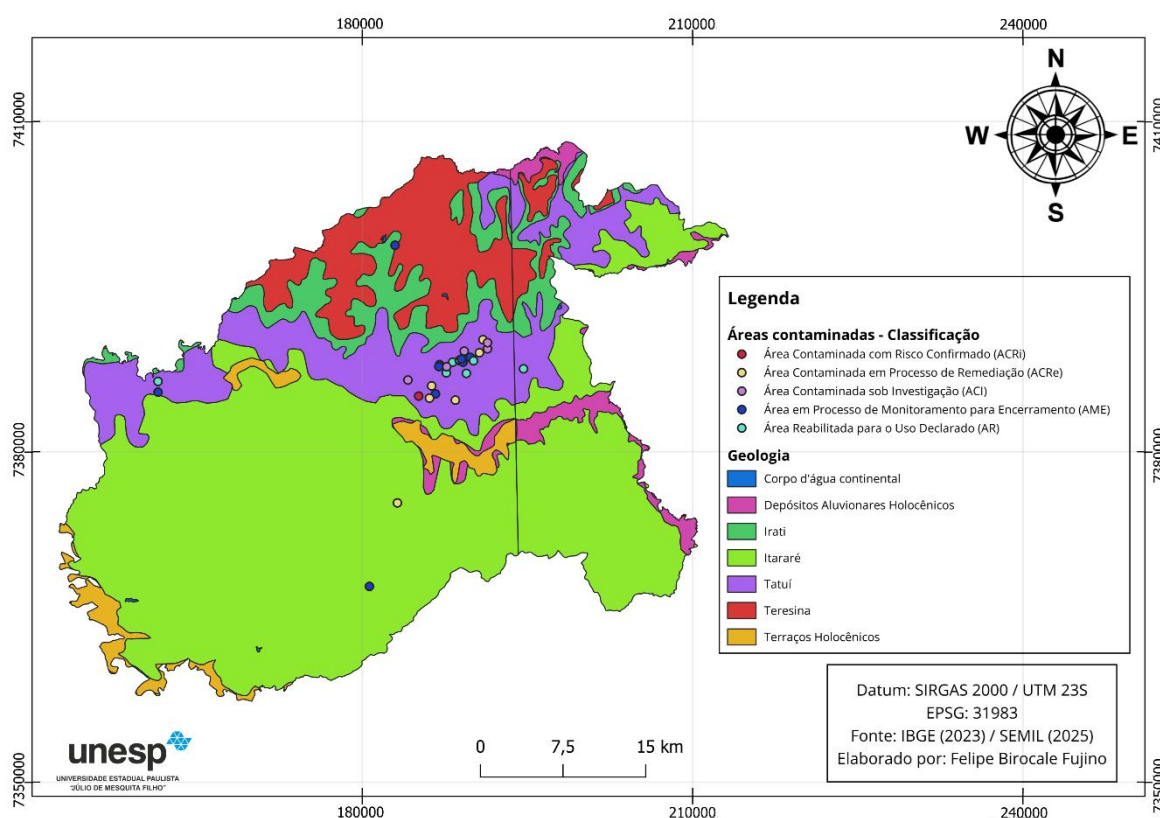 180000
210000
240000
7410000
7410000
N
W
E
S
Legenda
Áreas contaminadas - Classificação
Área Contaminada com Risco Confirmado (ACRi)
Área Contaminada em Processo de Remediação (ACRe)
Área Contaminada sob Investigação (ACI)
Área em Processo de Monitoramento para Encerramento (AME)
Área Reabilitada para o Uso Declarado (AR)
7380000
7380000
Geologia
Corpo d'água continental
Depósitos Aluvionares Holocênicos
Irati
Itararé
Tatuí
Teresina
Terraços Holocênicos
Datum: SIRGAS 2000 / UTM 23S
EPSG: 31983
Fonte: IBGE (2023) / SEMIL (2025)
Elaborado por: Felipe Birocale Fujino
unesp
UNIVERSIDADE ESTADUAL PAULISTA
"JÚLIO DE MESQUITA FILHO"
0 7,5 15 km
7350000
7350000
180000
210000
240000